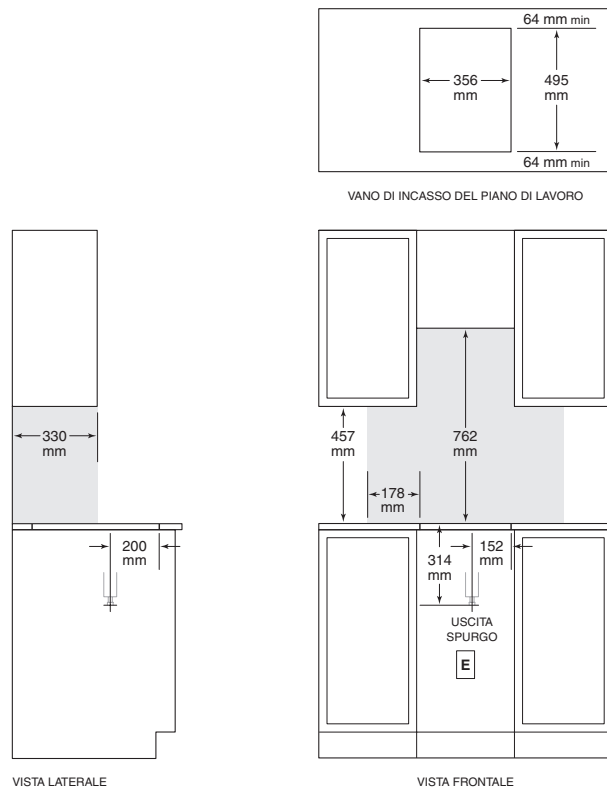 64 mm min
356
mm
495
mm
64 mm min
VANO DI INCASSO DEL PIANO DI LAVORO
330
mm
457
mm
762
mm
178
mm
200
mm
314
mm
152
mm
USCITA
SPURGO
E
VISTA LATERALE
VISTA FRONTALE